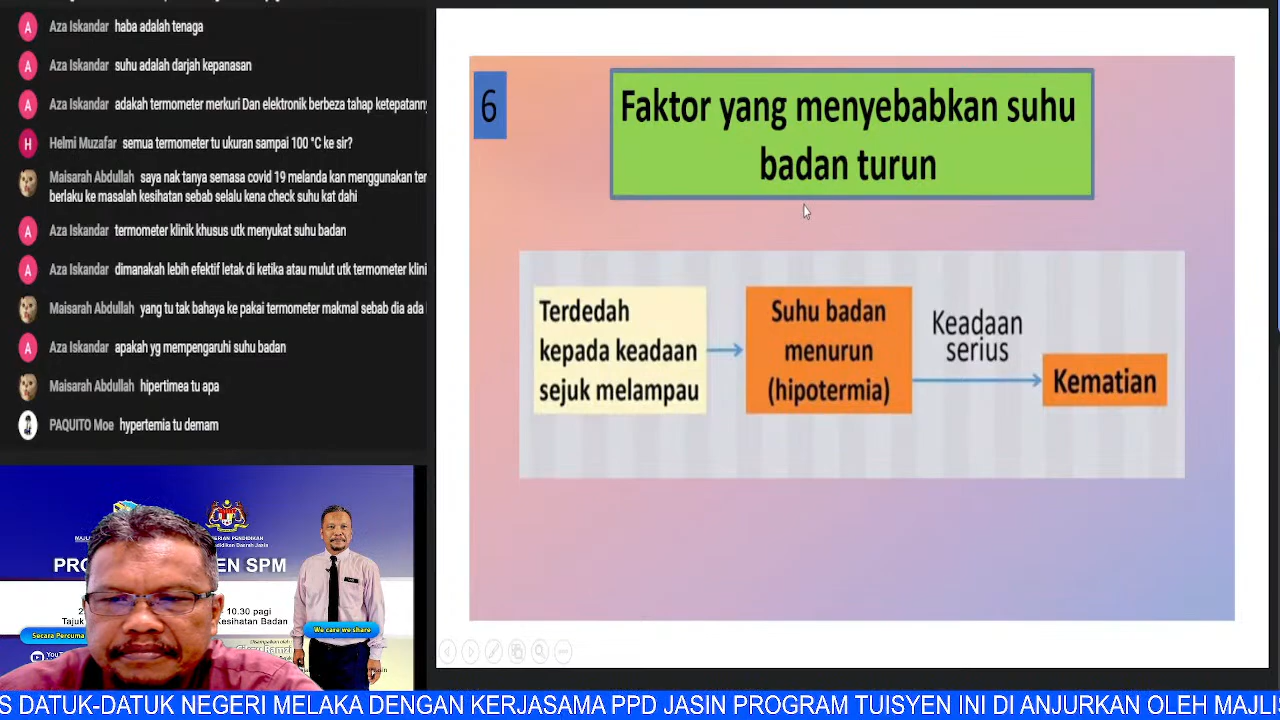 Aza Iskandar haba adalah tenaga
Aza Iskandar suhu adalah darjah kepanasan
Aza Iskandar adakah termometer merkuri Dan elektronik berbeza tahap
Helmi Muzafar semua termometer tu ukuran sampai 100 °C ke sir?
Maisarah Abdullah saya nak tanya semasa covid 19 melanda kan menggunakan
berlaku ke masalah kesihatan sebab selalu kena check suhu kat dahi
Aza Iskandar termometer klinik khusus utk menyukat suhu badan
Aza Iskandar dimanakah lebih efektif letak di ketika atau mulut utk termometer
Maisarah Abdullah yang tu tak bahaya ke pakai termometer makmal sebab dia ada
Aza Iskandar apakah yg mempengaruhi suhu badan
Maisarah Abdullah hipertimea tu apa
PAQUITO Moe hypertemia tu demam
6
Faktor yang menyebabkan suhu
badan turun
Terdedah
kepada keadaan
sejuk melampau
Suhu badan
menurun
(hipotermia)
Keadaan
serius
Kematian
EN SPM
10.30 pagi
Kesihatan Badan
Secara Percuma
We care we share
DATUK-DATUK NEGERI MELAKA DENGAN KERJASAMA PPD JASIN PROGRAM TUISYEN INI DI ANJURKAN OLEH